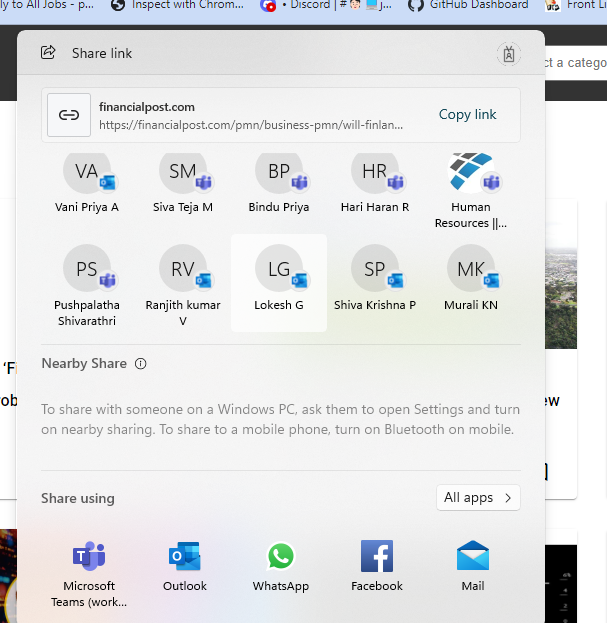 ly to All Jobs - p...
Inspect with Chrom...
• Discord | #
j...
GitHub Dashboard
Front Li
Share link
ct a catego
financialpost.com
https://financialpost.com/pmn/business-pmn/will-finlan...
Copy link
VA
SM
BP
HR
Vani Priya A
Siva Teja M
Bindu Priya
Hari Haran R
Human
Resources ||...
PS
RV
LG
SP
MK
Pushpalatha
Shivarathri
Ranjith kumar
V
Lokesh G
Shiva Krishna P
Murali KN
Nearby Share
'Fi
rob
ew
To share with someone on a Windows PC, ask them to open Settings and turn
on nearby sharing. To share to a mobile phone, turn on Bluetooth on mobile.
Share using
All apps
Microsoft
Teams (work...
Outlook
WhatsApp
Facebook
Mail